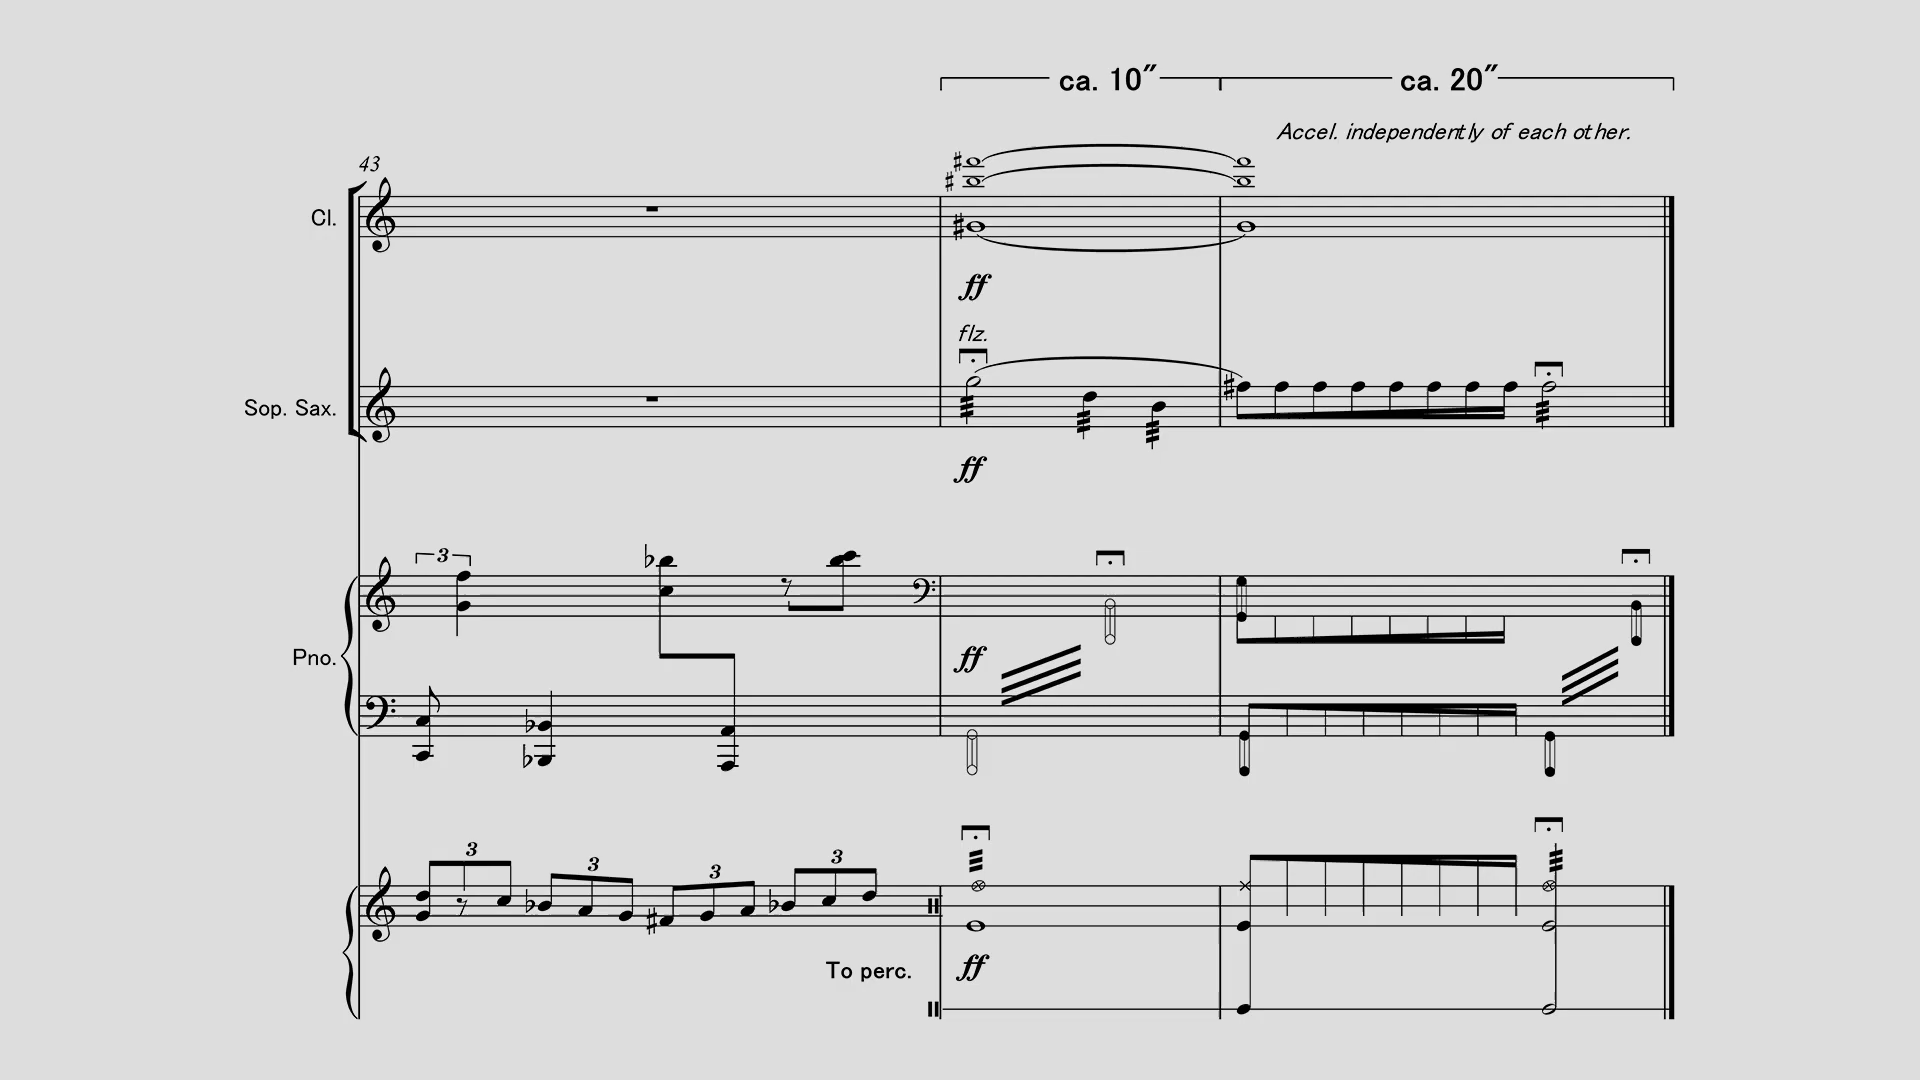 ca. 10″ ca. 20″
Accel. independently of each other.
43
Cl.
ff
flz.
Sop. Sax.
ff
3
Pno.
ff
3 3 3 3
To perc.
ff